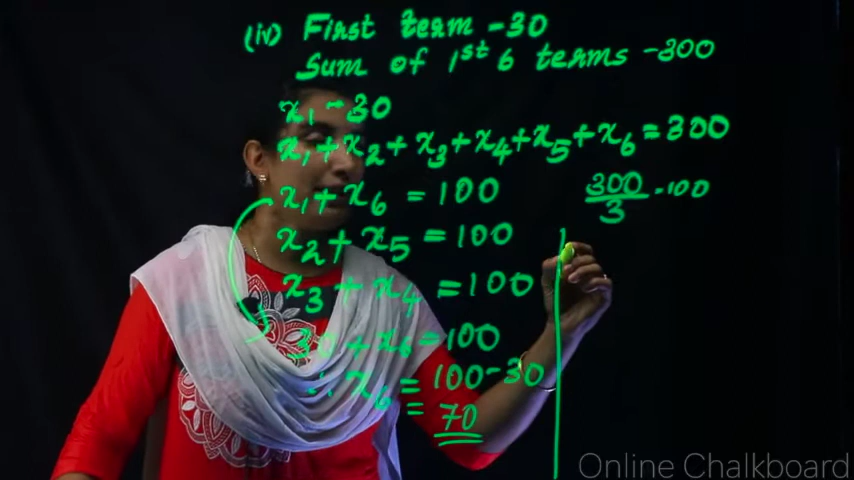 (iv) First term - 30
Sum of 1st 6 terms - 300
x₁ - 30
x₁ + x₂ + x₃ + x₄ + x₅ + x₆ = 300
x₁ + x₆ = 100
300/3 - 100
x₂ + x₅ = 100
x₃ + x₄ = 100
30 + x₆ = 100
∴ x₆ = 100 - 30
= 70
Online Chalkboard